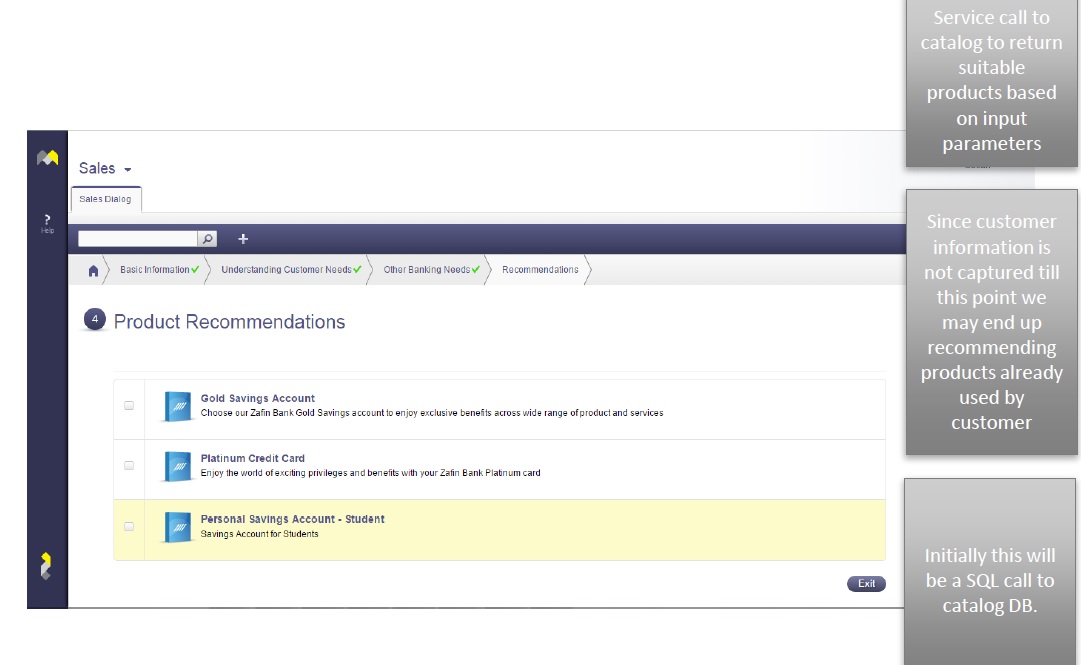 Sales
Sales Dialog
?
Help
+
Basic Information
Understanding Customer Needs
Other Banking Needs
Recommendations
4 Product Recommendations
Gold Savings Account
Choose our Zafin Bank Gold Savings account to enjoy exclusive benefits across wide range of product and services
Platinum Credit Card
Enjoy the world of exciting privileges and benefits with your Zafin Bank Platinum card
Personal Savings Account - Student
Savings Account for Students
Exit
Service call to
catalog to return
suitable
products based
on input
parameters
Since customer
information is
not captured till
this point we
may end up
recommending
products already
used by
customer
Initially this will
be a SQL call to
catalog DB.